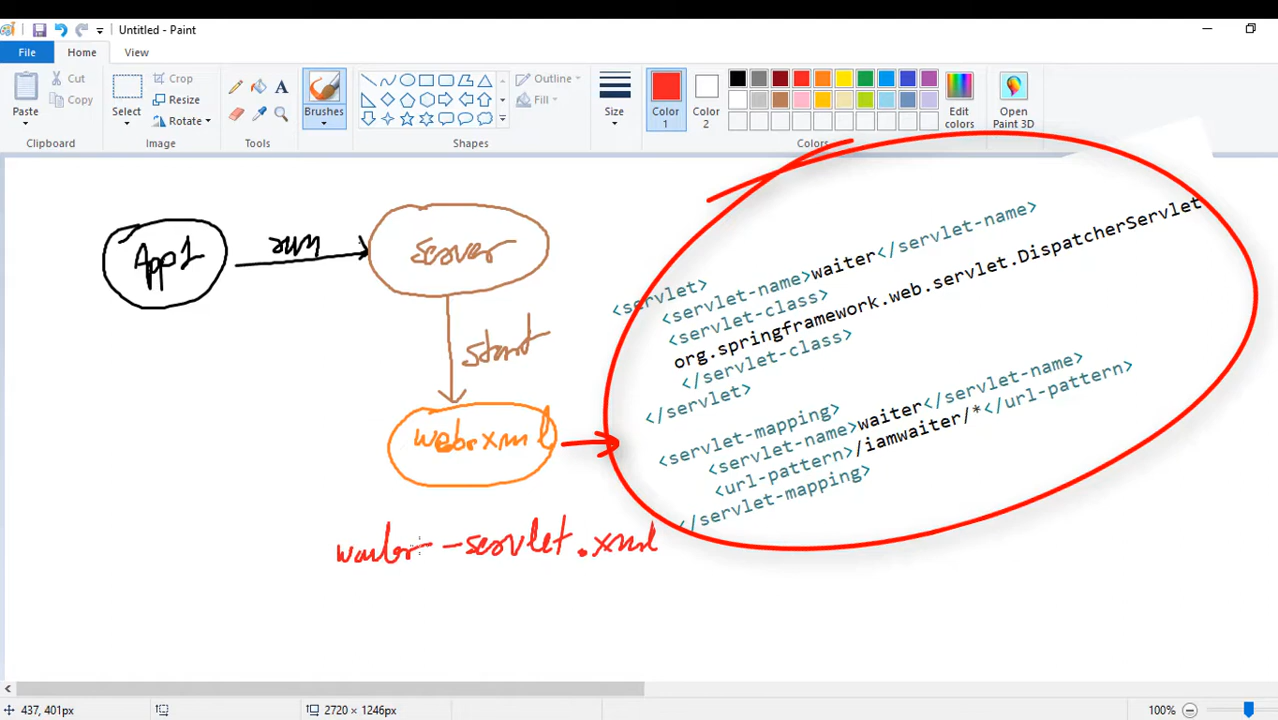 Untitled - Paint
File
Home
View
Paste
Cut
Copy
Clipboard
Select
Crop
Resize
Rotate
Image
A
Tools
Brushes
Shapes
Outline
Fill
Size
Color
1
Color
2
Edit
colors
Open
Paint 3D
Colors
App1
run
server
start
web.xml
<servlet>
<servlet-name>waiter</servlet-name>
<servlet-class>
org.springframework.web.servlet.DispatcherServlet
</servlet-class>
</servlet>
<servlet-mapping>
<servlet-name>waiter</servlet-name>
<url-pattern>/iamwaiter/*</url-pattern>
</servlet-mapping>
waiter-servlet.xml
437, 401px
2720 × 1246px
100%